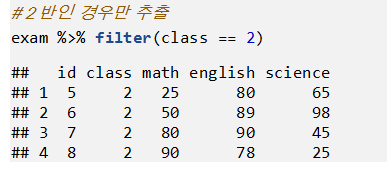 # 2 반인 경우만 추출
exam %>% filter(class == 2)
##   id class math english science
## 1  5     2   25      80      65
## 2  6     2   50      89      98
## 3  7     2   80      90      45
## 4  8     2   90      78      25